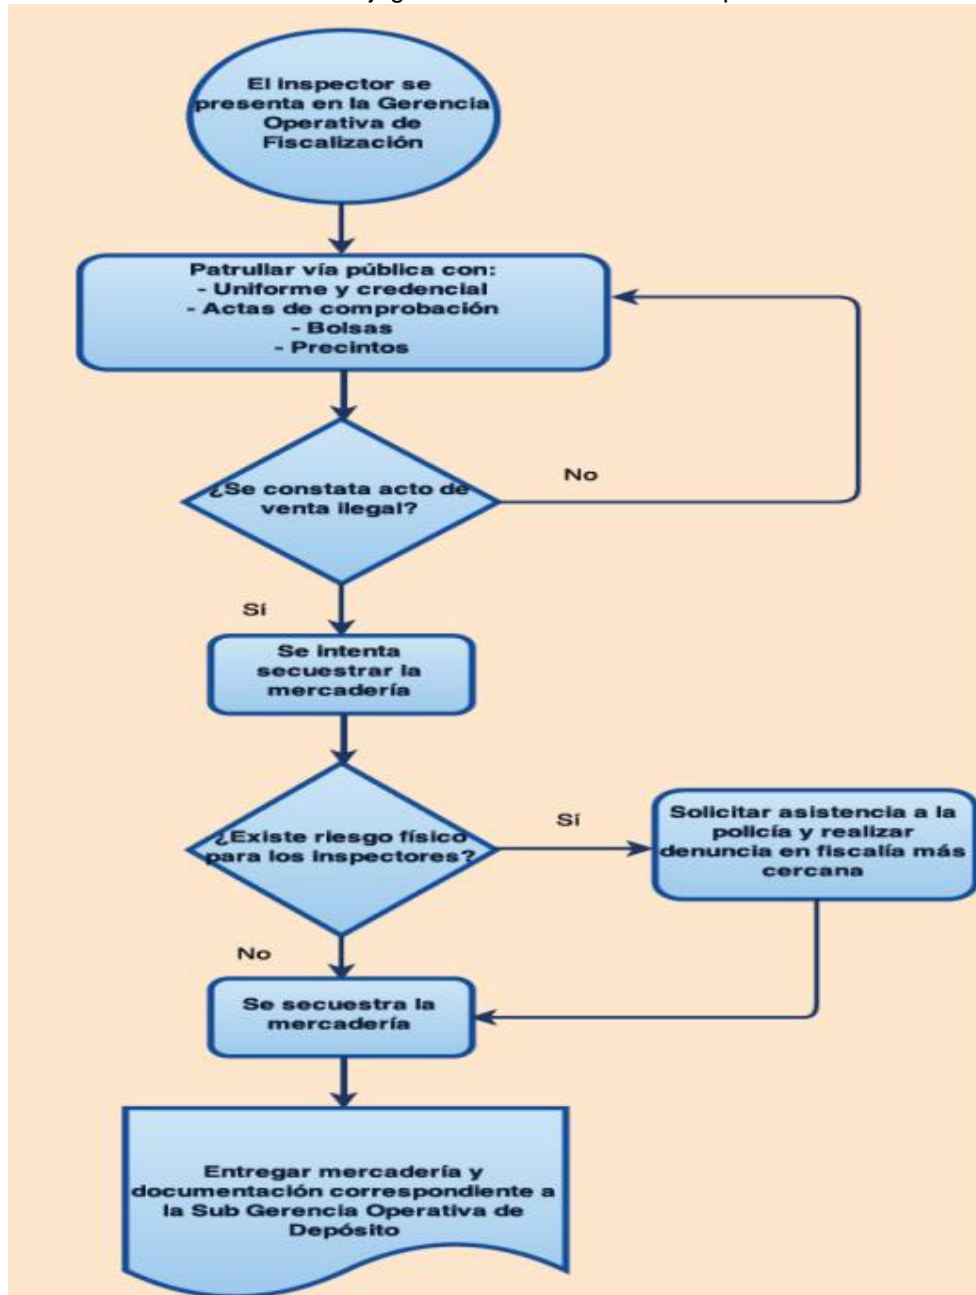 El inspector se
presenta en la Gerencia
Operativa de
Fiscalización
Patrullar vía pública con:
- Uniforme y credencial
- Actas de comprobación
- Bolsas
- Precintos
¿Se constata acto de
venta ilegal?
No
Sí
Se intenta
secuestrar la
mercadería
¿Existe riesgo físico
para los inspectores?
Sí
Solicitar asistencia a la
policía y realizar
denuncia en fiscalía más
cercana
No
Se secuestra la
mercadería
Entregar mercadería y
documentación correspondiente a
la Sub Gerencia Operativa de
Depósito